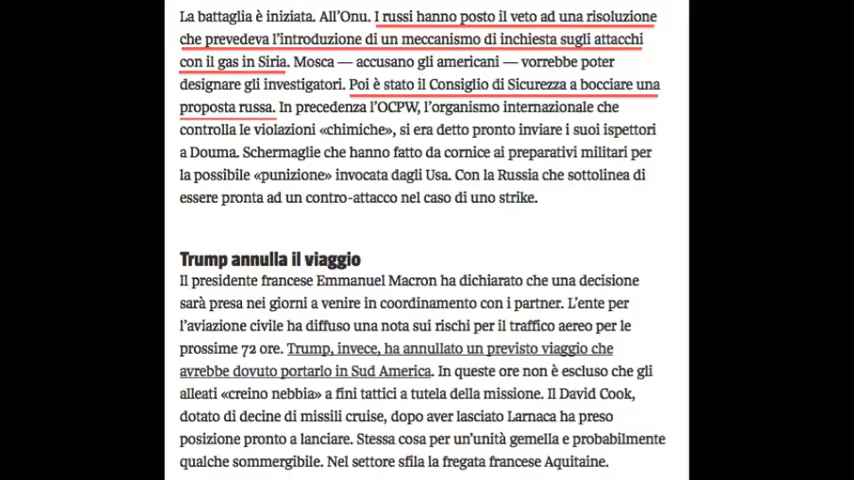 La battaglia è iniziata. All’Onu. I russi hanno posto il veto ad una risoluzione
che prevedeva l’introduzione di un meccanismo di inchiesta sugli attacchi
con il gas in Siria. Mosca — accusano gli americani — vorrebbe poter
designare gli investigatori. Poi è stato il Consiglio di Sicurezza a bocciare una
proposta russa. In precedenza l’OCPW, l’organismo internazionale che
controlla le violazioni «chimiche», si era detto pronto inviare i suoi ispettori
a Douma. Schermaglie che hanno fatto da cornice ai preparativi militari per
la possibile «punizione» invocata dagli Usa. Con la Russia che sottolinea di
essere pronta ad un contro-attacco nel caso di uno strike.
Trump annulla il viaggio
Il presidente francese Emmanuel Macron ha dichiarato che una decisione
sarà presa nei giorni a venire in coordinamento con i partner. L’ente per
l’aviazione civile ha diffuso una nota sui rischi per il traffico aereo per le
prossime 72 ore. Trump, invece, ha annullato un previsto viaggio che
avrebbe dovuto portarlo in Sud America. In queste ore non è escluso che gli
alleati «creino nebbia» a fini tattici a tutela della missione. Il David Cook,
dotato di decine di missili cruise, dopo aver lasciato Larnaca ha preso
posizione pronto a lanciare. Stessa cosa per un’unità gemella e probabilmente
qualche sommergibile. Nel settore sfila la fregata francese Aquitaine.